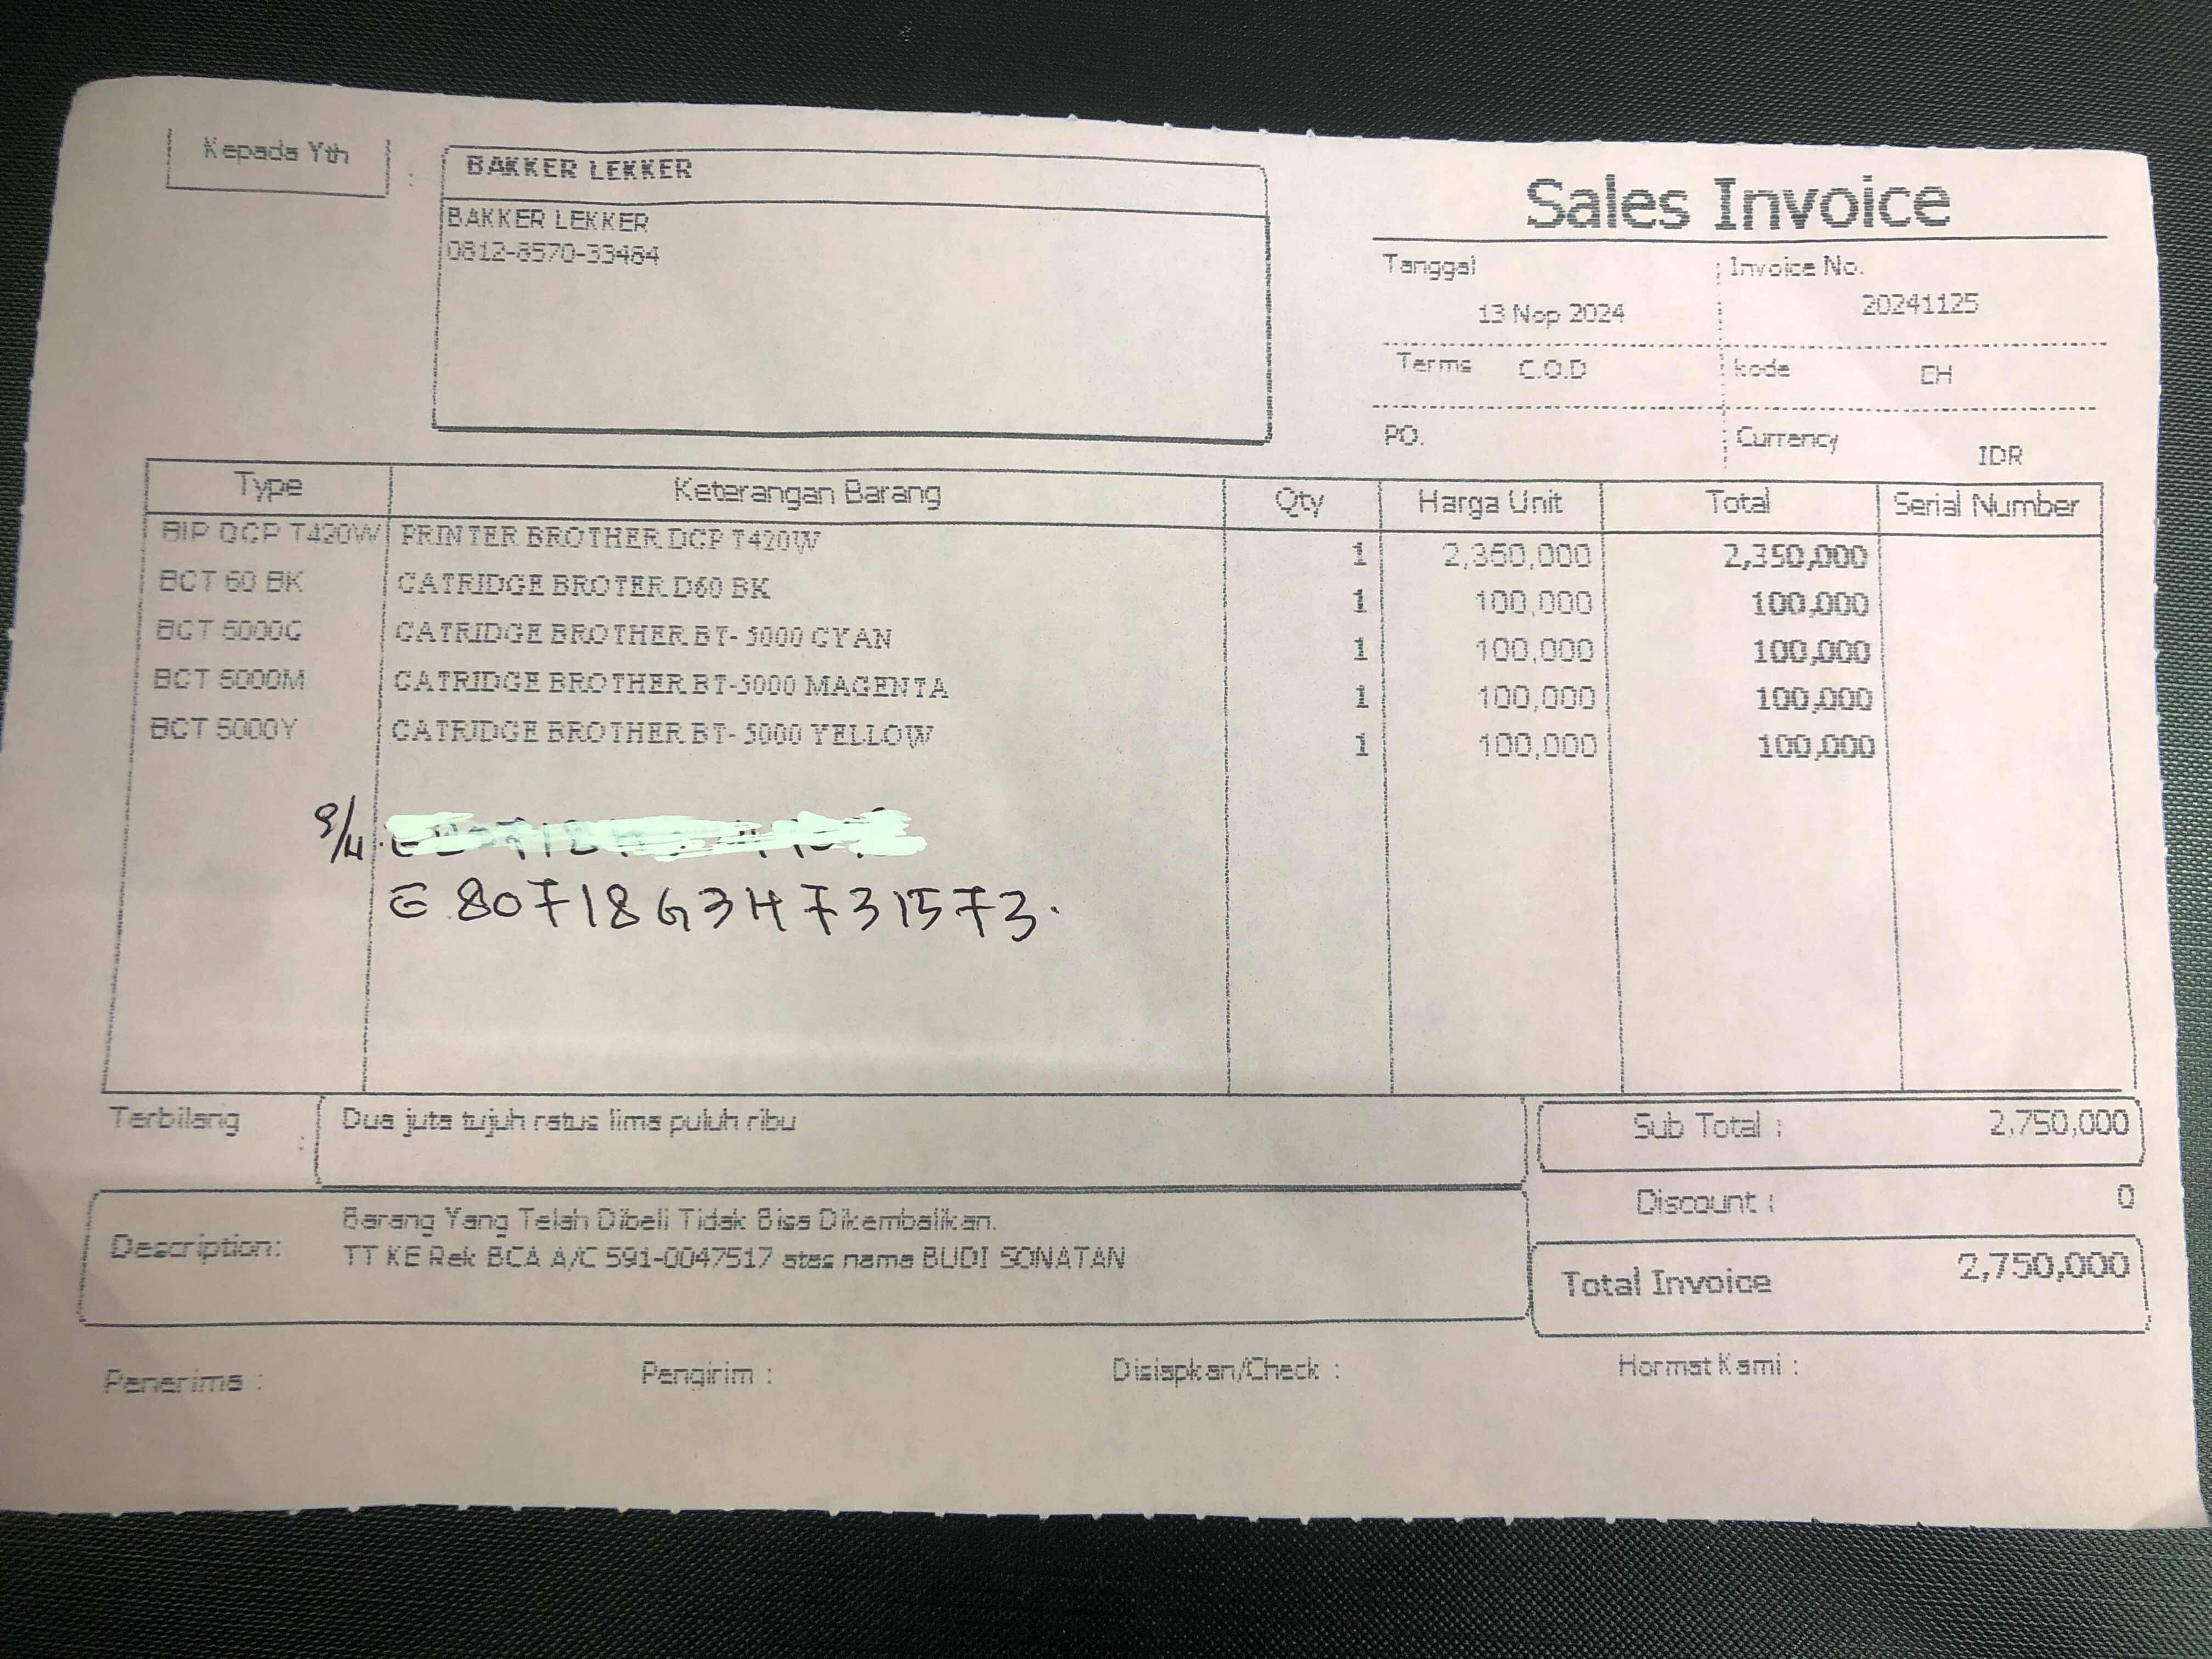 Kepada Yth :
BAKKER LEKKER
BAKKER LEKKER
0812-8570-33484
Sales Invoice
Tanggal : Invoice No.
13 Nop 2024 20241125
Terms C.O.D kode CH
PO. Currency IDR
Type Keterangan Barang Qty Harga Unit Total Serial Number
BIP DCP T420W PRINTER BROTHER DCP T420W 1 2,350,000 2,350,000
BCT 60 BK CATRIDGE BROTER D60 BK 1 100,000 100,000
BCT 5000C CATRIDGE BROTHER BT- 5000 CYAN 1 100,000 100,000
BCT 5000M CATRIDGE BROTHER BT-5000 MAGENTA 1 100,000 100,000
BCT 5000Y CATRIDGE BROTHER BT- 5000 YELLOW 1 100,000 100,000
E80718G3H731573.
Terbilang : Dua juta tujuh ratus lima puluh ribu
Sub Total : 2,750,000
Discount : 0
Description: Barang Yang Telah Dibeli Tidak Bisa Dikembalikan.
TT KE Rek BCA A/C 591-0047517 atas nama BUDI SONATAN
Total Invoice 2,750,000
Penerima : Pengirim : Disiapkan/Check : Hormat Kami :